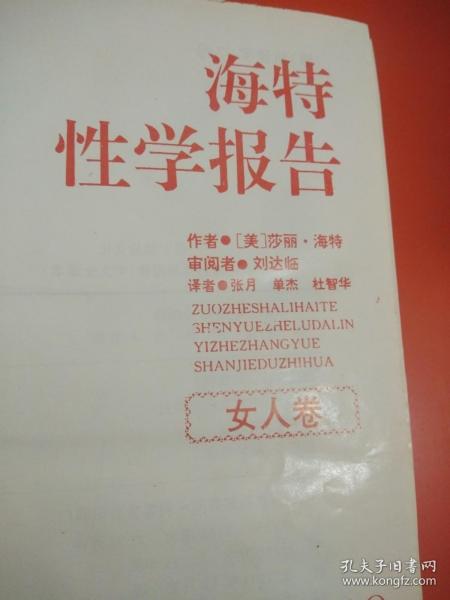 海特
性学报告
作者●[美]莎丽·海特
审阅者●刘达临
译者●张月 单杰 杜智华
ZUOZHESHALIHAITE
SHENYUEZHELUDALIN
YIZHEZHANGYUE
SHANJIEDUZHIHUA
女人卷
孔夫子旧书网
www.kongfz.com